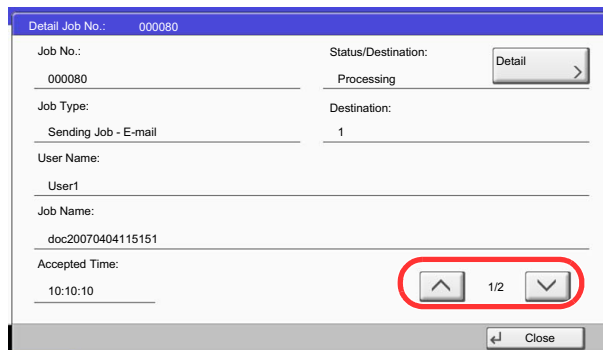 Detail Job No.: 000080
Job No.:
000080
Status/Destination:
Processing
Detail
Job Type:
Sending Job - E-mail
Destination:
1
User Name:
User1
Job Name:
doc20070404115151
Accepted Time:
10:10:10
1/2
Close